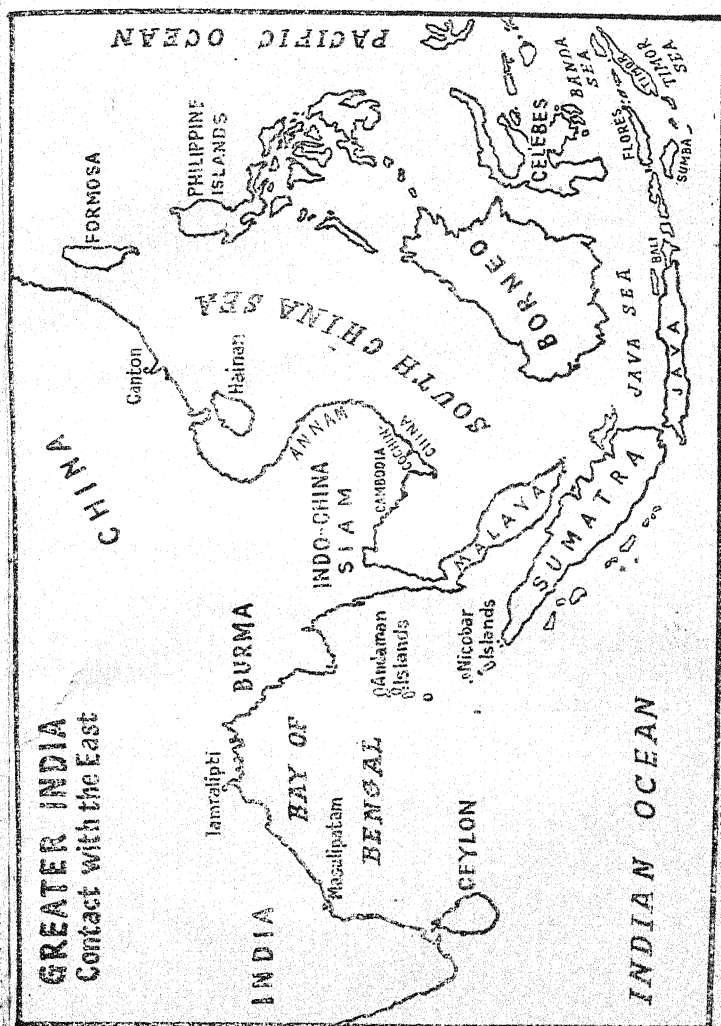 GREATER INDIA
Contact with the East
CHINA
Canton
FORMOSA
PACIFIC OCEAN
Hainan
PHILIPPINE
ISLANDS
BURMA
INDIA
Tamralipti
INDO-CHINA
SIAM
ANNAM
CAMBODIA
COCHIN-
CHINA
SOUTH CHINA SEA
BAY OF
BENGAL
Masulipatam
Andaman
Islands
Nicobar
Islands
CEYLON
MALAYA
SUMATRA
BORNEO
CELEBES
BANDA
SEA
JAVA SEA
JAVA
BALI
FLORES
SUMBA
TIMOR
TIMOR
SEA
INDIAN OCEAN